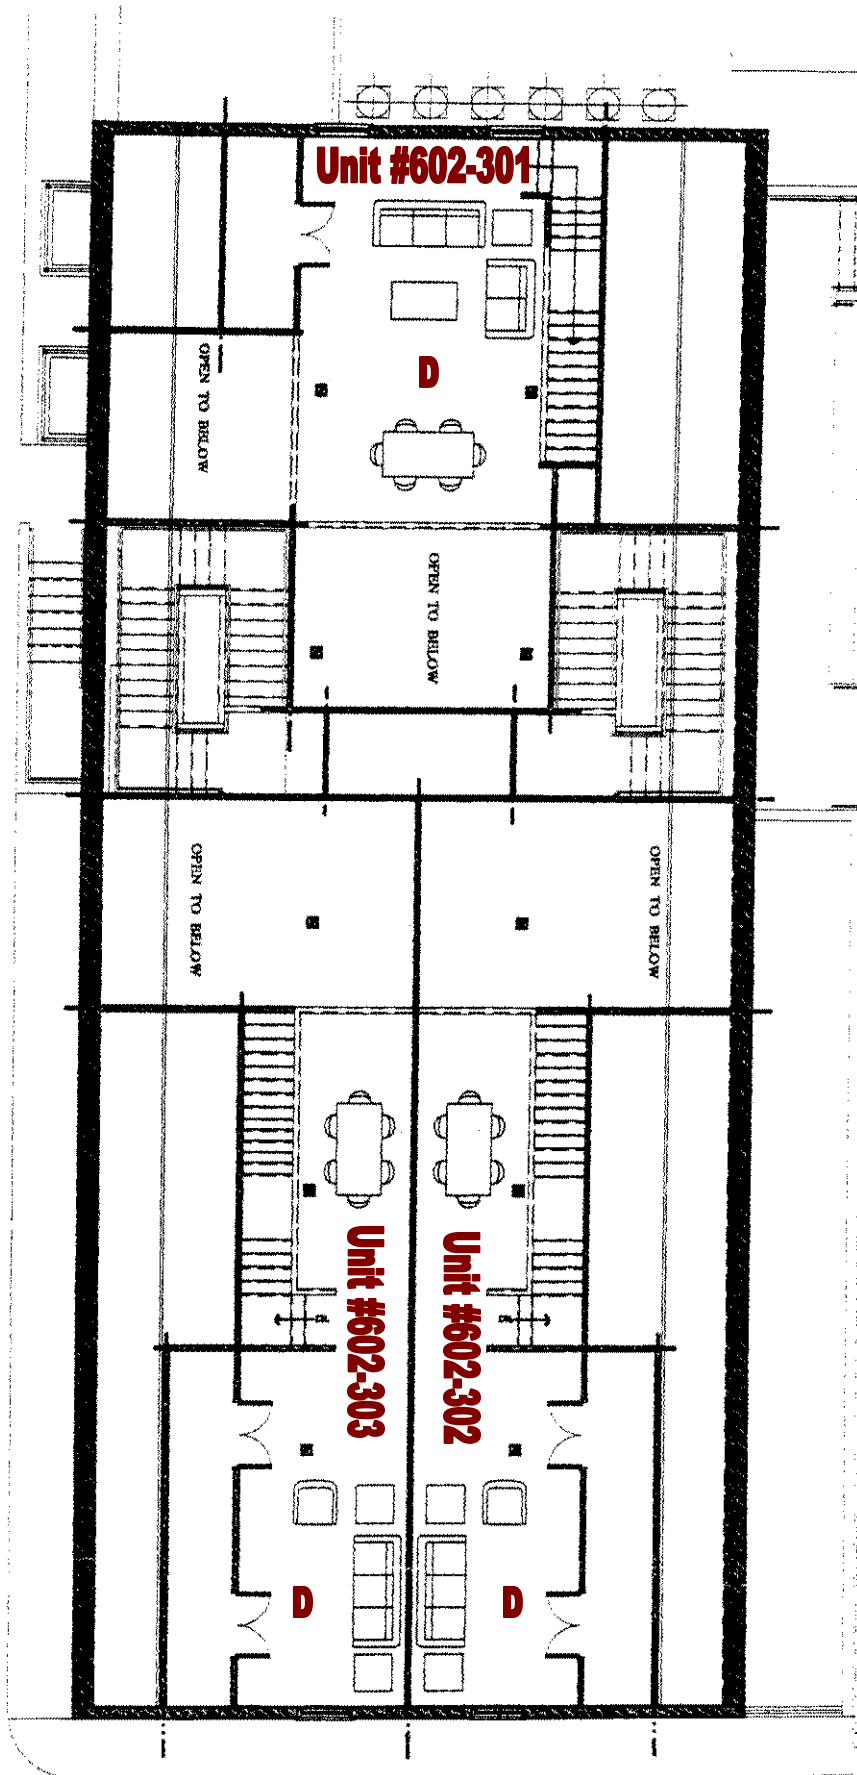 Unit #602-301
D
OPEN TO BELOW
OPEN TO BELOW
OPEN TO BELOW
OPEN TO BELOW
Unit #602-303
Unit #602-302
D
D